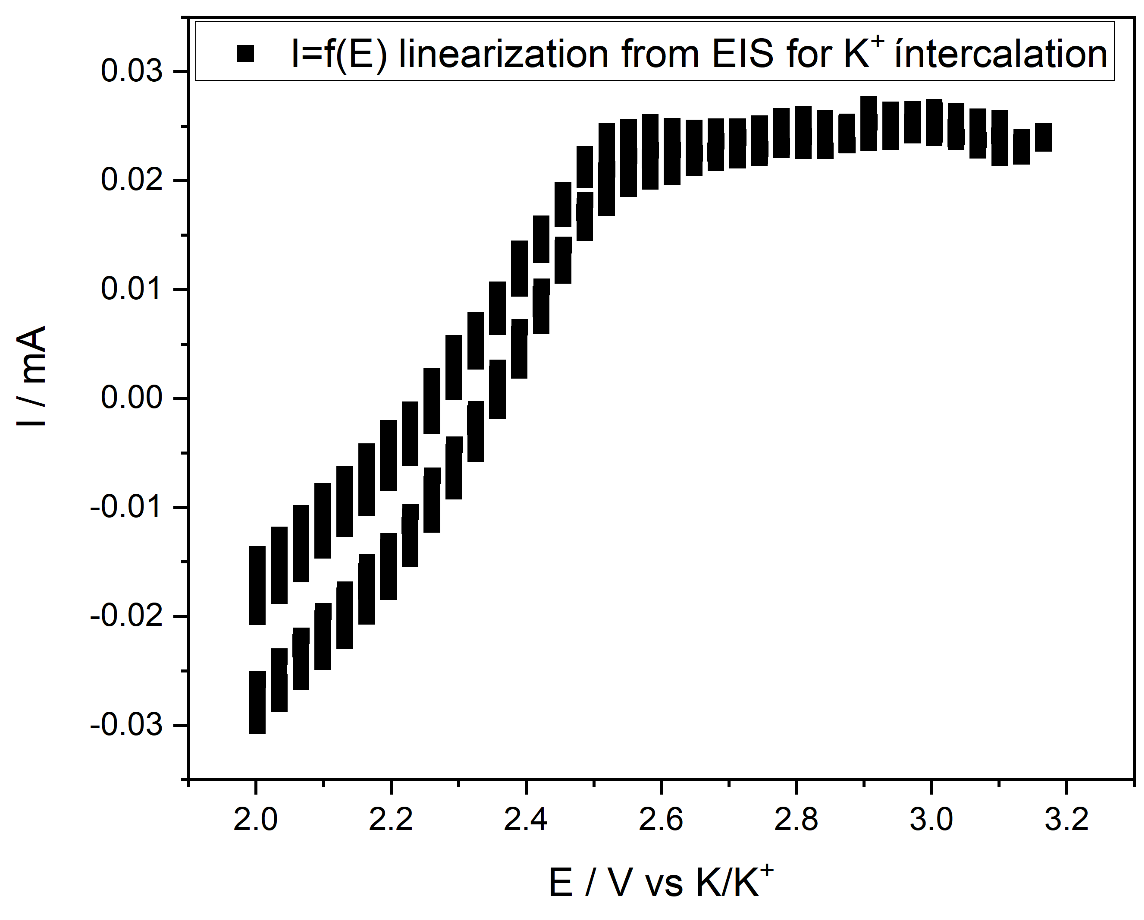 I=f(E) linearization from EIS for K⁺ íntercalation
0.03
0.02
0.01
0.00
-0.01
-0.02
-0.03
I / mA
2.0 2.2 2.4 2.6 2.8 3.0 3.2
E / V vs K/K⁺